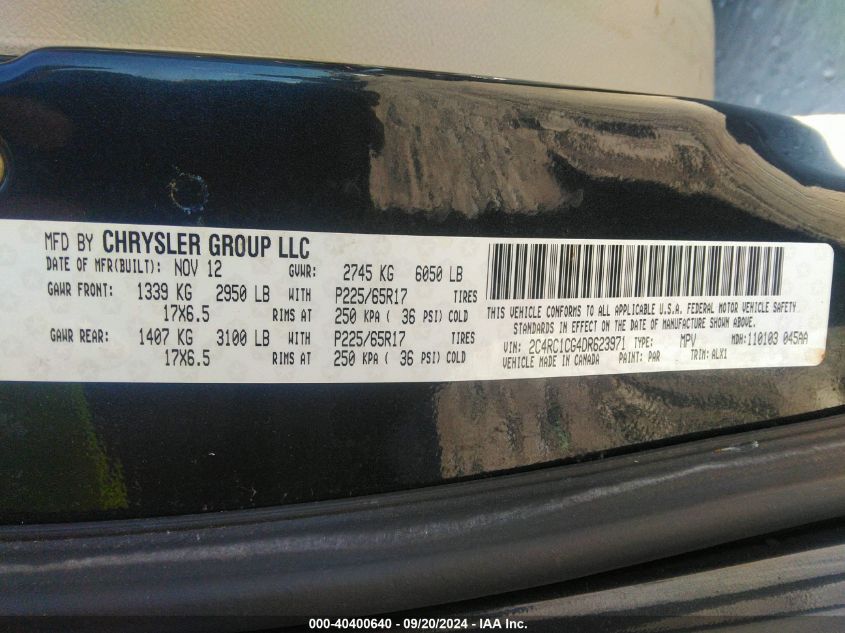 MFD BY CHRYSLER GROUP LLC
DATE OF MFR(BUILT): NOV 12 GVWR: 2745 KG 6050 LB
GAWR FRONT: 1339 KG 2950 LB WITH P225/65R17 TIRES
17X6.5 RIMS AT 250 KPA ( 36 PSI) COLD
GAWR REAR: 1407 KG 3100 LB WITH P225/65R17 TIRES
17X6.5 RIMS AT 250 KPA ( 36 PSI) COLD
THIS VEHICLE CONFORMS TO ALL APPLICABLE U.S.A. FEDERAL MOTOR VEHICLE SAFETY
STANDARDS IN EFFECT ON THE DATE OF MANUFACTURE SHOWN ABOVE.
VIN: 2C4RC1CG4DR623971 TYPE: MPV MDH: 110103 045AA
VEHICLE MADE IN CANADA PAINT: PAR TRIM: ALX1
000-40400640 - 09/20/2024 - IAA Inc.